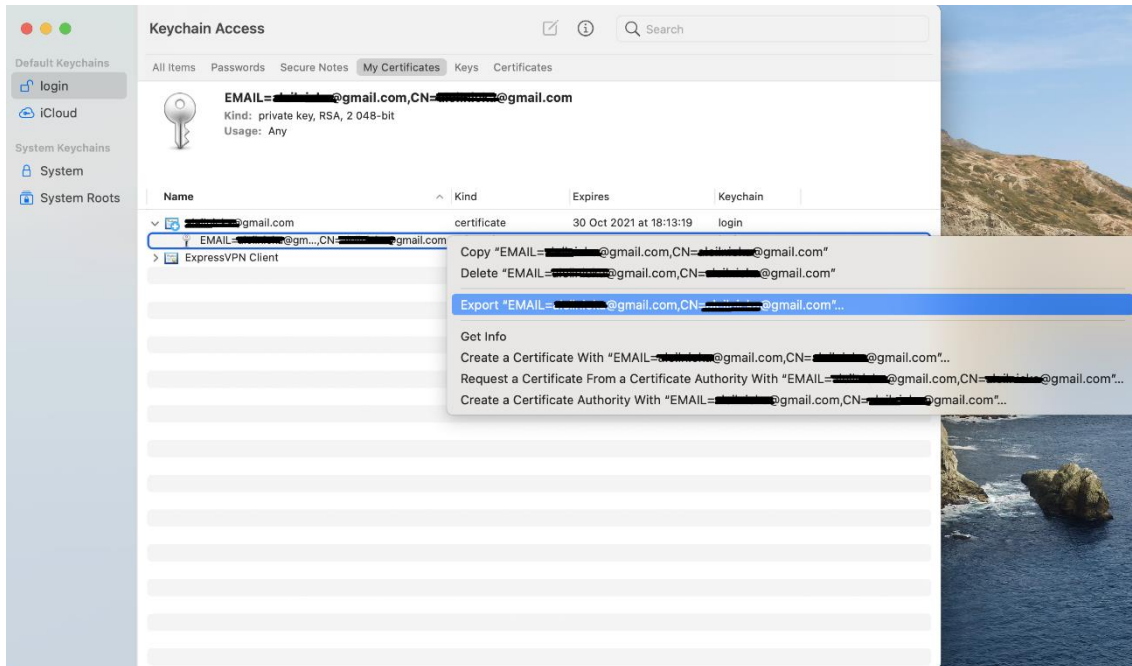 Keychain Access
Search
Default Keychains
login
iCloud
System Keychains
System
System Roots
All Items Passwords Secure Notes My Certificates Keys Certificates
EMAIL= @gmail.com,CN= @gmail.com
Kind: private key, RSA, 2 048-bit
Usage: Any
Name Kind Expires Keychain
@gmail.com certificate 30 Oct 2021 at 18:13:19 login
EMAIL= @gm...,CN= @gmail.com
ExpressVPN Client
Copy “EMAIL= @gmail.com,CN= @gmail.com”
Delete “EMAIL= @gmail.com,CN= @gmail.com”
Export “EMAIL= @gmail.com,CN= @gmail.com”...
Get Info
Create a Certificate With “EMAIL= @gmail.com,CN= @gmail.com”...
Request a Certificate From a Certificate Authority With “EMAIL= @gmail.com,CN= @gmail.com”...
Create a Certificate Authority With “EMAIL= @gmail.com,CN= @gmail.com”...